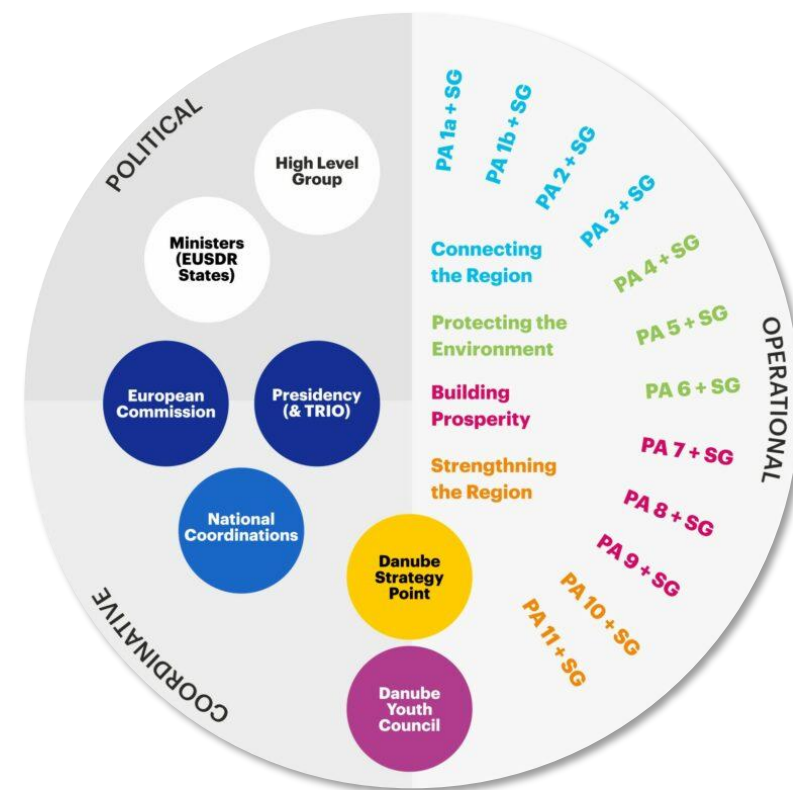 POLITICAL
High Level
Group
Ministers
(EUSDR
States)
European
Commission
Presidency
(& TRIO)
National
Coordinations
COORDINATIVE
Danube
Strategy
Point
Danube
Youth
Council
Connecting
the Region
Protecting the
Environment
Building
Prosperity
Strengthning
the Region
PA 1a + SG
PA 1b + SG
PA 2 + SG
PA 3 + SG
PA 4 + SG
PA 5 + SG
PA 6 + SG
PA 7 + SG
PA 8 + SG
PA 9 + SG
PA 10 + SG
PA 11 + SG
OPERATIONAL